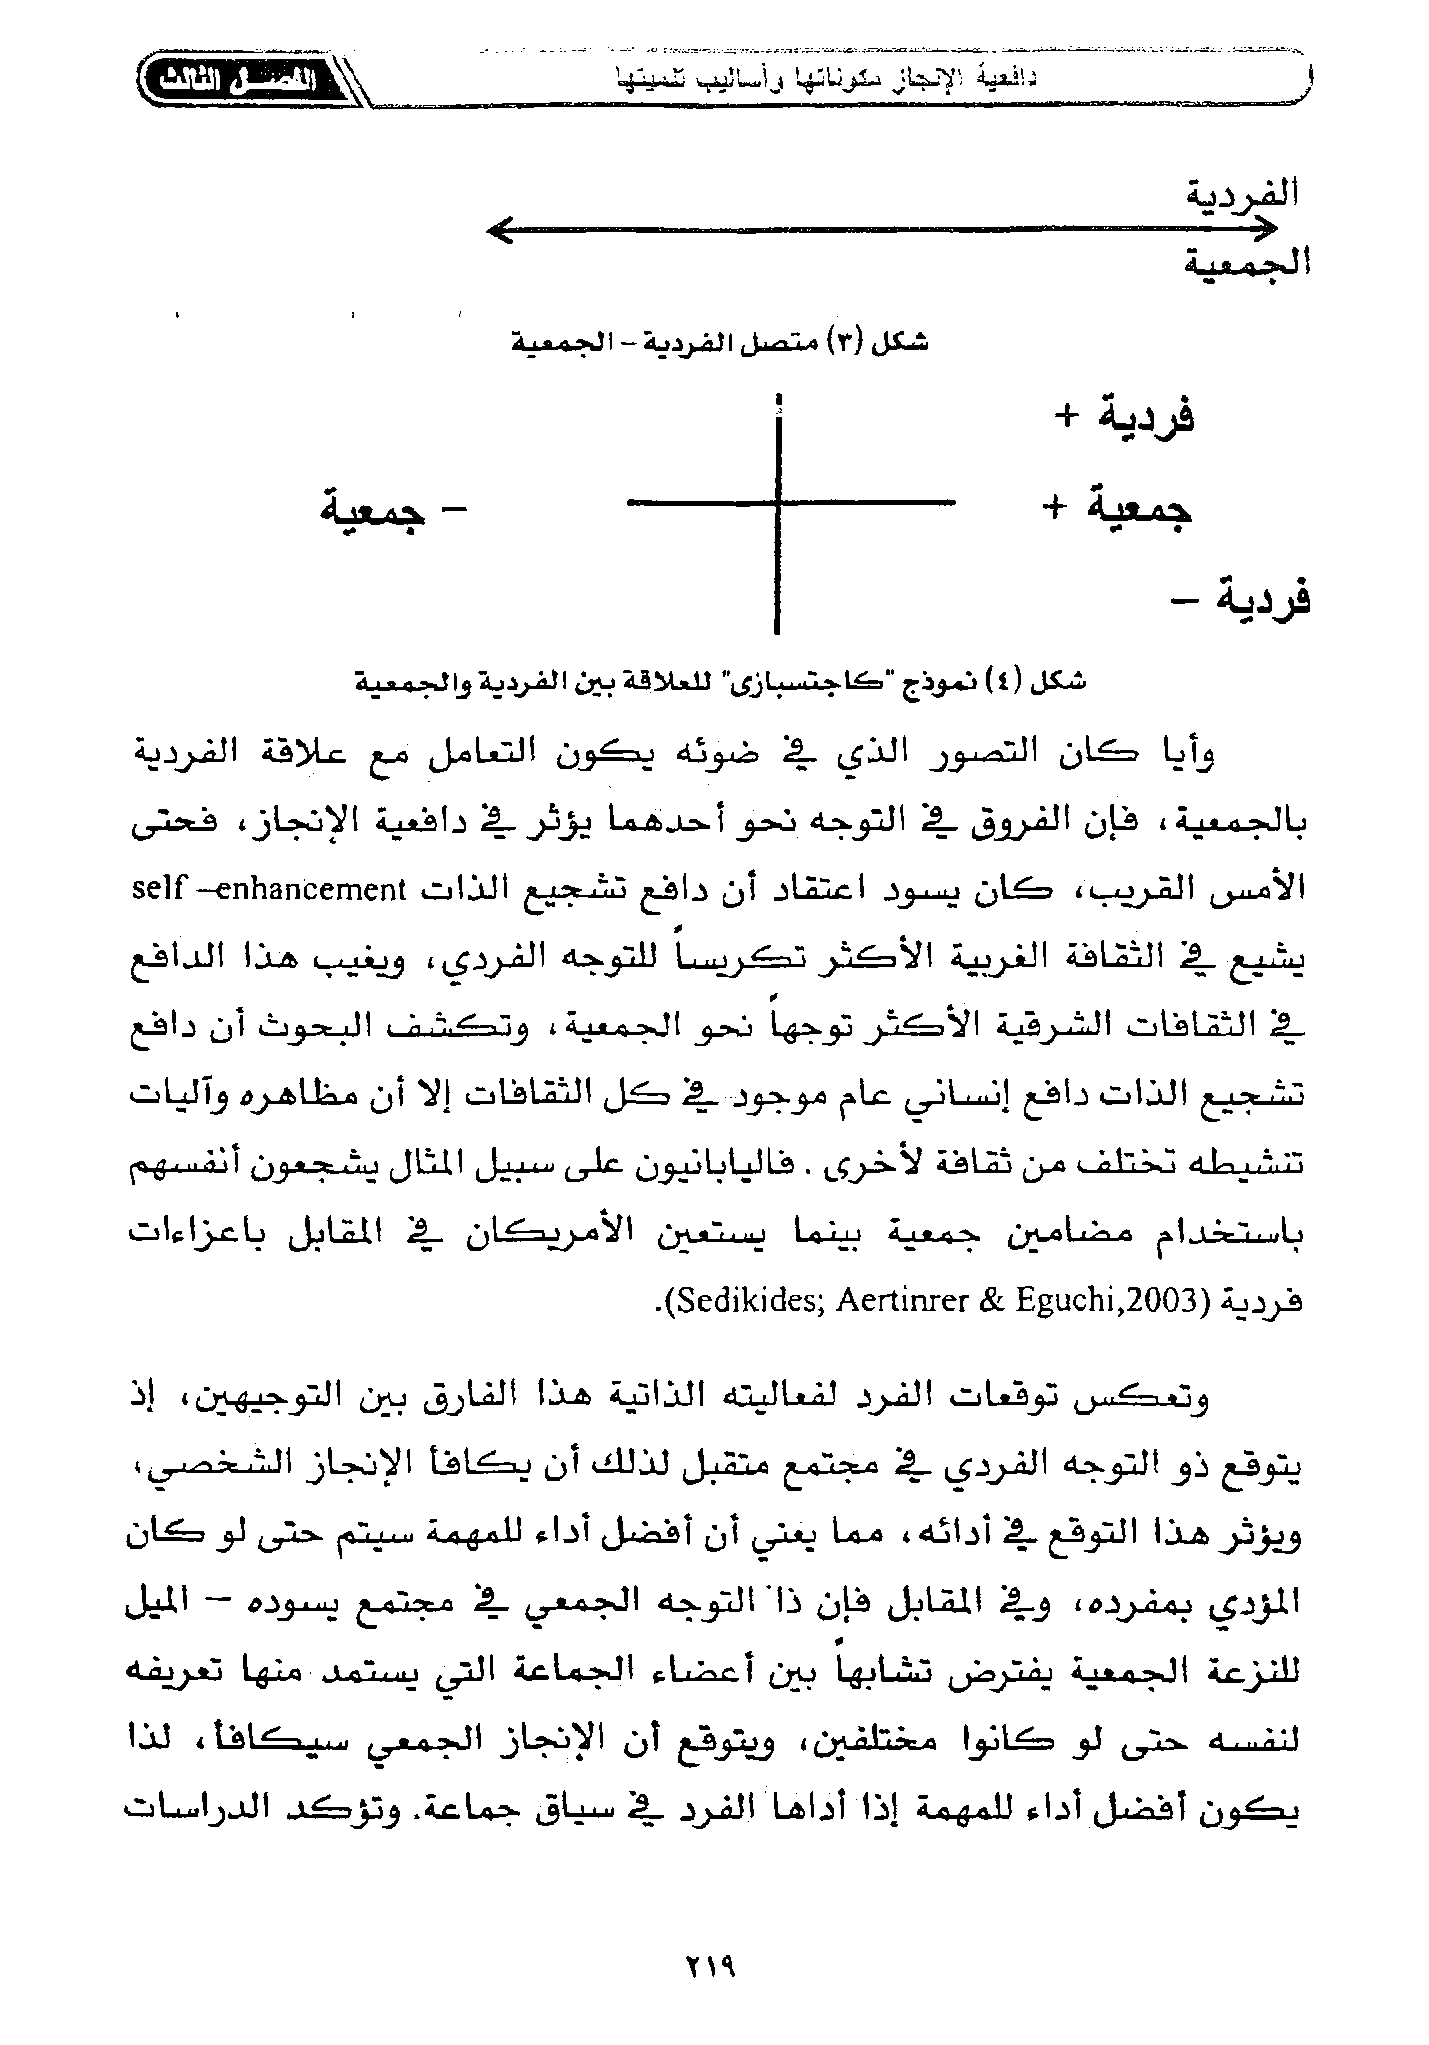 دافعية الإنجاز مكوناتها وأساليب تنميتها
الفصل الثالث
الفردية
الجمعية
شكل (٣) متصل الفردية – الجمعية
فردية +
جمعية +
– جمعية
فردية –
شكل (٤) نموذج "كاجتسبازى" للعلاقة بين الفردية والجمعية
وأيا كان التصور الذي في ضوئه يكون التعامل مع علاقة الفردية
بالجمعية، فإن الفروق في التوجه نحو أحدهما يؤثر في دافعية الإنجاز، فحتى
الأمس القريب، كان يسود اعتقاد أن دافع تشجيع الذات self –enhancement
يشيع في الثقافة الغربية الأكثر تكريساً للتوجه الفردي، ويغيب هذا الدافع
في الثقافات الشرقية الأكثر توجهاً نحو الجمعية، وتكشف البحوث أن دافع
تشجيع الذات دافع إنساني عام موجود في كل الثقافات إلا أن مظاهره وآليات
تنشيطه تختلف من ثقافة لأخرى . فاليابانيون على سبيل المثال يشجعون أنفسهم
باستخدام مضامين جمعية بينما يستعين الأمريكان في المقابل باعزاءات
فردية (Sedikides; Aertinrer & Eguchi,2003).
وتعكس توقعات الفرد لفعاليته الذاتية هذا الفارق بين التوجيهين، إذ
يتوقع ذو التوجه الفردي في مجتمع متقبل لذلك أن يكافأ الإنجاز الشخصي،
ويؤثر هذا التوقع في أدائه، مما يعني أن أفضل أداء للمهمة سيتم حتى لو كان
المؤدي بمفرده، وفي المقابل فإن ذا التوجه الجمعي في مجتمع يسوده – الميل
للنزعة الجمعية يفترض تشابهاً بين أعضاء الجماعة التي يستمد منها تعريفه
لنفسه حتى لو كانوا مختلفين، ويتوقع أن الإنجاز الجمعي سيكافأ، لذا
يكون أفضل أداء للمهمة إذا أداها الفرد في سياق جماعة. وتؤكد الدراسات
٢١٩